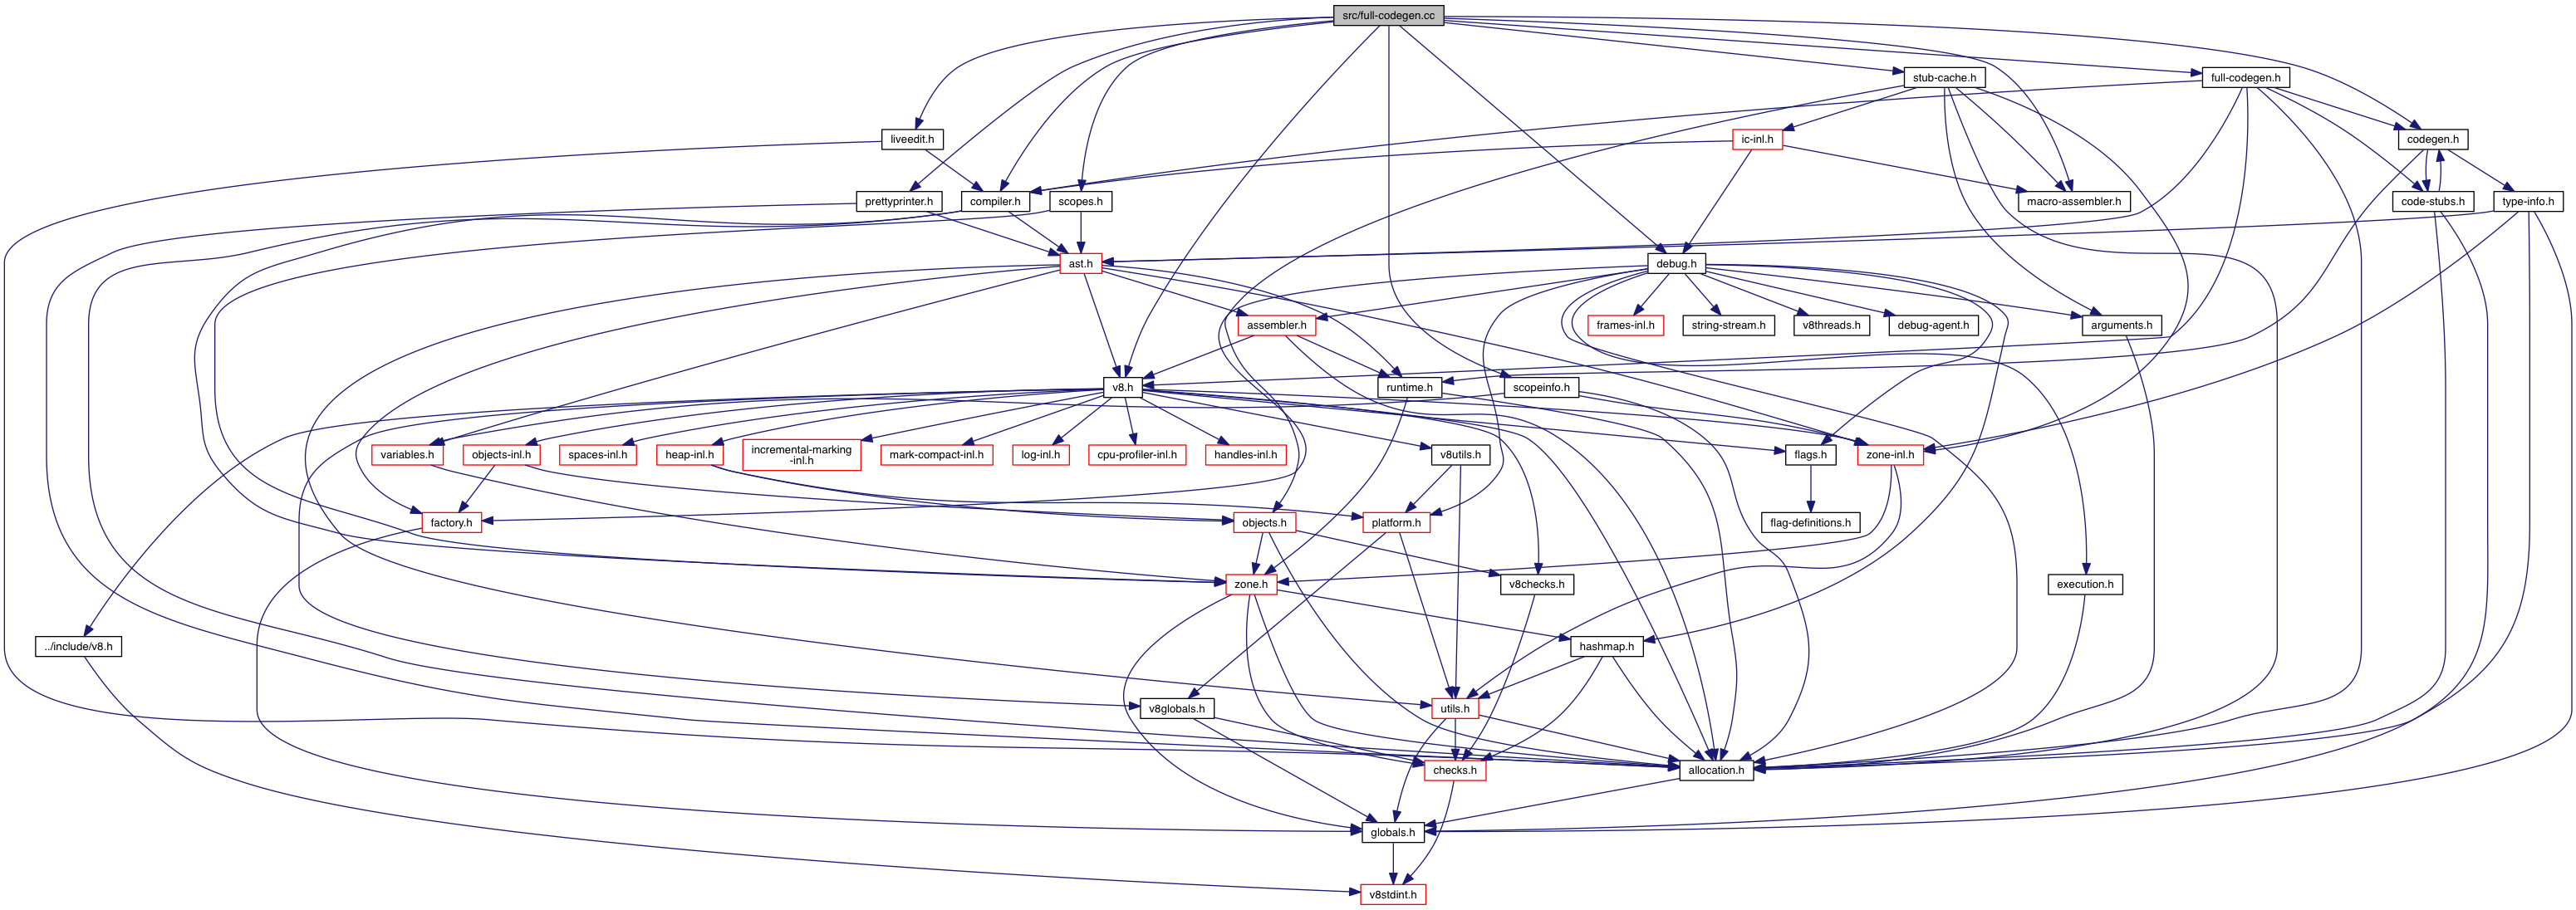 src/full-codegen.cc
stub-cache.h
full-codegen.h
liveedit.h
ic-inl.h
codegen.h
prettyprinter.h
compiler.h
scopes.h
macro-assembler.h
code-stubs.h
type-info.h
ast.h
debug.h
assembler.h
frames-inl.h
string-stream.h
v8threads.h
debug-agent.h
arguments.h
v8.h
runtime.h
scopeinfo.h
variables.h
objects-inl.h
spaces-inl.h
heap-inl.h
incremental-marking
-inl.h
mark-compact-inl.h
log-inl.h
cpu-profiler-inl.h
handles-inl.h
v8utils.h
flags.h
zone-inl.h
factory.h
objects.h
platform.h
flag-definitions.h
zone.h
v8checks.h
execution.h
../include/v8.h
hashmap.h
v8globals.h
utils.h
checks.h
allocation.h
globals.h
v8stdint.h